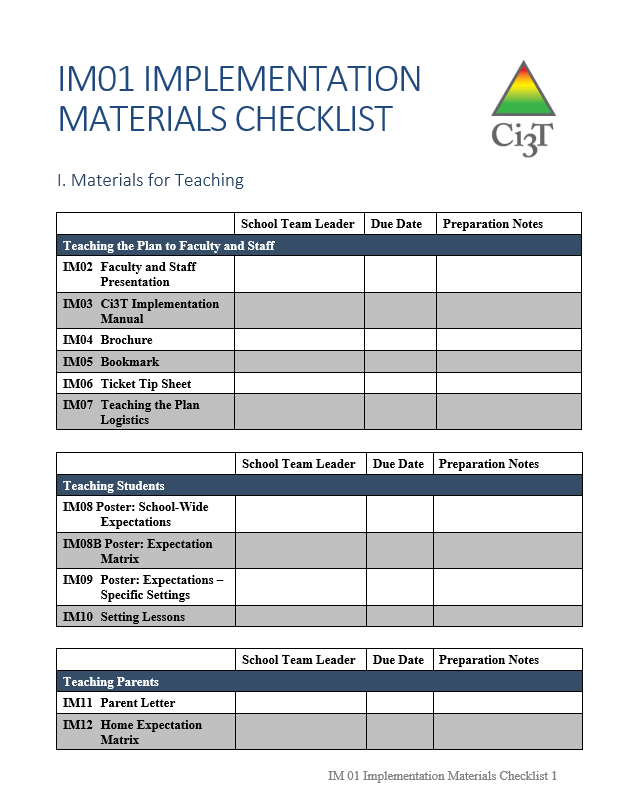 IM01 IMPLEMENTATION
MATERIALS CHECKLIST
Ci3T
I. Materials for Teaching
School Team Leader Due Date Preparation Notes
Teaching the Plan to Faculty and Staff
IM02 Faculty and Staff
Presentation
IM03 Ci3T Implementation
Manual
IM04 Brochure
IM05 Bookmark
IM06 Ticket Tip Sheet
IM07 Teaching the Plan
Logistics
School Team Leader Due Date Preparation Notes
Teaching Students
IM08 Poster: School-Wide
Expectations
IM08B Poster: Expectation
Matrix
IM09 Poster: Expectations –
Specific Settings
IM10 Setting Lessons
School Team Leader Due Date Preparation Notes
Teaching Parents
IM11 Parent Letter
IM12 Home Expectation
Matrix
IM 01 Implementation Materials Checklist 1